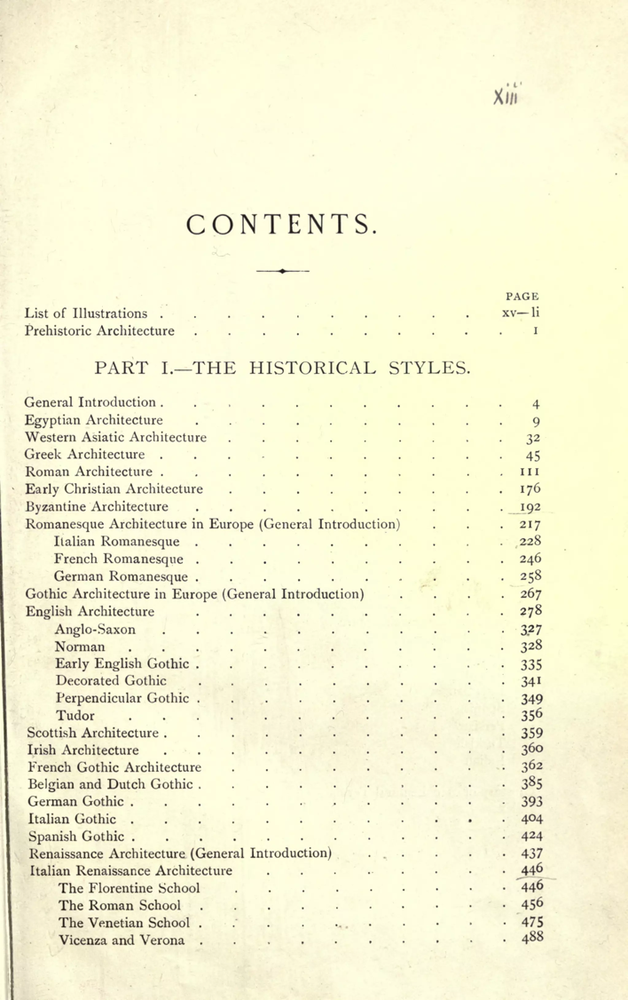 xiii
CONTENTS.
PAGE
List of Illustrations . . . . . . . . . . xv—li
Prehistoric Architecture . . . . . . . . . . 1
PART I.—THE HISTORICAL STYLES.
General Introduction . . . . . . . . . . . 4
Egyptian Architecture . . . . . . . . . . 9
Western Asiatic Architecture . . . . . . . . . 32
Greek Architecture . . . . . . . . . . . 45
Roman Architecture . . . . . . . . . . . 111
Early Christian Architecture . . . . . . . . . 176
Byzantine Architecture . . . . . . . . . . 192
Romanesque Architecture in Europe (General Introduction) . . . 217
Italian Romanesque . . . . . . . . . . 228
French Romanesque . . . . . . . . . . 246
German Romanesque . . . . . . . . . . 258
Gothic Architecture in Europe (General Introduction) . . . . 267
English Architecture . . . . . . . . . . 278
Anglo-Saxon . . . . . . . . . . . 327
Norman . . . . . . . . . . . . 328
Early English Gothic . . . . . . . . . . 335
Decorated Gothic . . . . . . . . . . 341
Perpendicular Gothic . . . . . . . . . . 349
Tudor . . . . . . . . . . . . 356
Scottish Architecture . . . . . . . . . . . 359
Irish Architecture . . . . . . . . . . . 360
French Gothic Architecture . . . . . . . . . 362
Belgian and Dutch Gothic . . . . . . . . . . 385
German Gothic . . . . . . . . . . . . 393
Italian Gothic . . . . . . . . . . . . 404
Spanish Gothic . . . . . . . . . . . . 424
Renaissance Architecture (General Introduction) . . . . . 437
Italian Renaissance Architecture . . . . . . . . 446
The Florentine School . . . . . . . . . 446
The Roman School . . . . . . . . . . 456
The Venetian School . . . . . . . . . . 475
Vicenza and Verona . . . . . . . . . . 488